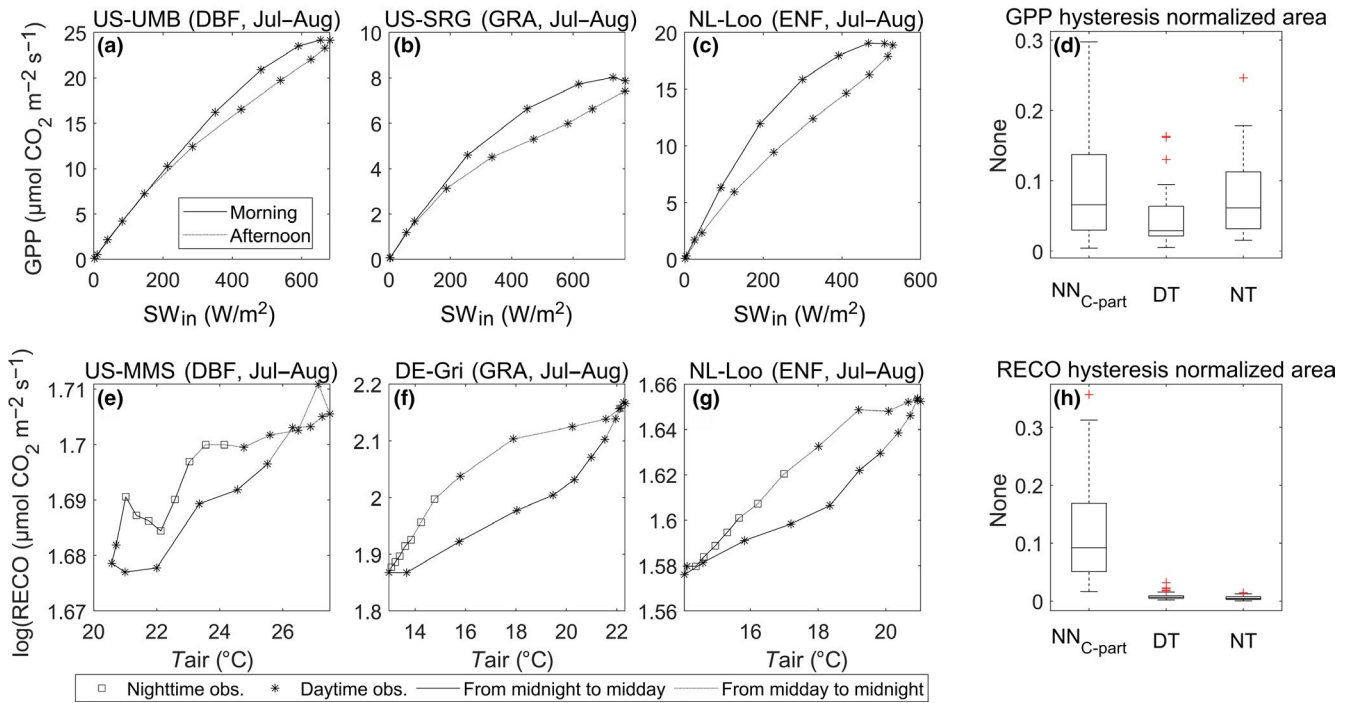 US-UMB (DBF, Jul–Aug)
(a)
25
20
15
10
5
0
GPP (µmol CO2 m−2 s−1)
0 200 400 600
SWin (W/m²)
Morning
Afternoon
US-SRG (GRA, Jul–Aug)
(b)
10
8
6
4
2
0
0 200 400 600
SWin (W/m²)
NL-Loo (ENF, Jul–Aug)
(c)
20
15
10
5
0
0 200 400 600 800
SWin (W/m²)
GPP hysteresis normalized area
(d)
0.3
0.2
0.1
0
None
NNC-part DT NT
US-MMS (DBF, Jul–Aug)
(e)
1.71
1.7
1.69
1.68
1.67
log(RECO (µmol CO2 m−2 s−1)
20 22 24 26
Tair (°C)
DE-Gri (GRA, Jul–Aug)
(f)
2.2
2.1
2
1.9
1.8
14 16 18 20 22
Tair (°C)
NL-Loo (ENF, Jul–Aug)
(g)
1.66
1.64
1.62
1.6
1.58
1.56
16 18 20
Tair (°C)
RECO hysteresis normalized area
(h)
0.3
0.2
0.1
0
None
NNC-part DT NT
Nighttime obs. Daytime obs. From midnight to midday From midday to midnight